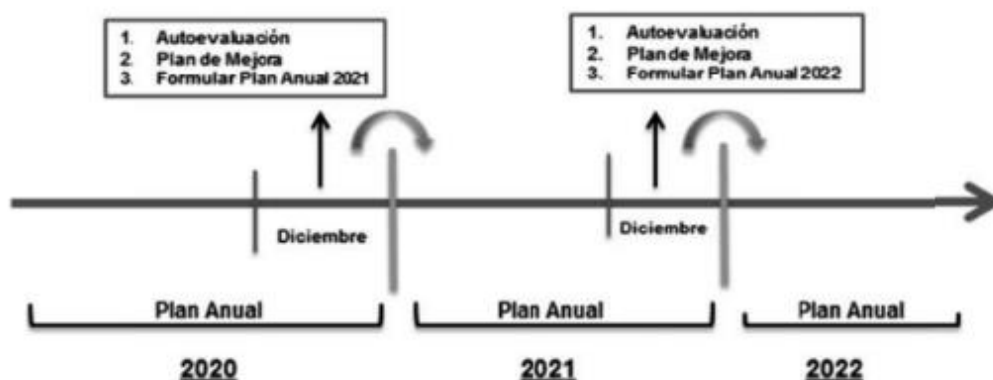 1. Autoevaluación
2. Plan de Mejora
3. Formular Plan Anual 2021
1. Autoevaluación
2. Plan de Mejora
3. Formular Plan Anual 2022
Diciembre
Diciembre
Plan Anual
Plan Anual
Plan Anual
2020
2021
2022